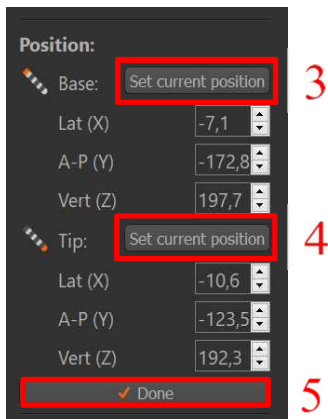 Position:
Base: Set current position 3
Lat (X) -7,1
A-P (Y) -172,8
Vert (Z) 197,7
Tip: Set current position 4
Lat (X) -10,6
A-P (Y) -123,5
Vert (Z) 192,3
✓ Done 5